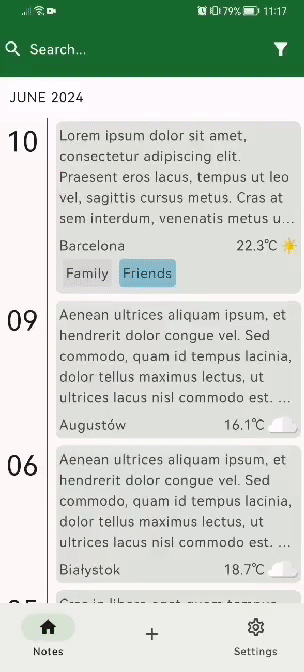 79% 11:17
Search...
JUNE 2024
10
Lorem ipsum dolor sit amet,
consectetur adipiscing elit.
Praesent eros lacus, tempus ut leo
vel, sagittis cursus metus. Cras at
sem interdum, venenatis metus u...
Barcelona 22.3°C
Family Friends
09
Aenean ultrices aliquam ipsum, et
hendrerit dolor congue vel. Sed
commodo, quam id tempus lacinia,
dolor tellus maximus lectus, ut
ultrices lacus nisl commodo est. ...
Augustów 16.1°C
06
Aenean ultrices aliquam ipsum, et
hendrerit dolor congue vel. Sed
commodo, quam id tempus lacinia,
dolor tellus maximus lectus, ut
ultrices lacus nisl commodo est. ...
Białystok 18.7°C
Notes
+
Settings